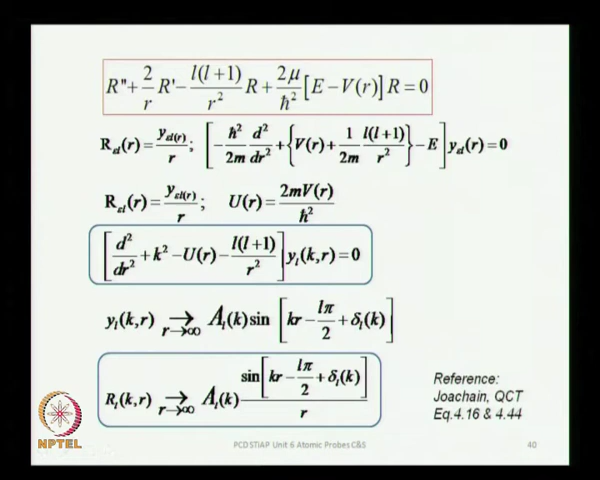 R'' + 2/r R' − l(l+1)/r² R + 2μ/ħ² [E − V(r)] R = 0
R_εl(r) = y_εl(r)/r ; [−ħ²/2m d²/dr² + {V(r) + 1/2m l(l+1)/r²} − E] y_εl(r) = 0
R_εl(r) = y_εl(r)/r ; U(r) = 2mV(r)/ħ²
[d²/dr² + k² − U(r) − l(l+1)/r²] y_l(k,r) = 0
y_l(k,r) →_{r→∞} A_l(k) sin [kr − lπ/2 + δ_l(k)]
R_l(k,r) →_{r→∞} A_l(k) sin[kr − lπ/2 + δ_l(k)]/r
Reference:
Joachain, QCT
Eq.4.16 & 4.44
NPTEL
PCD STiAP Unit 6 Atomic Probes C&S
40